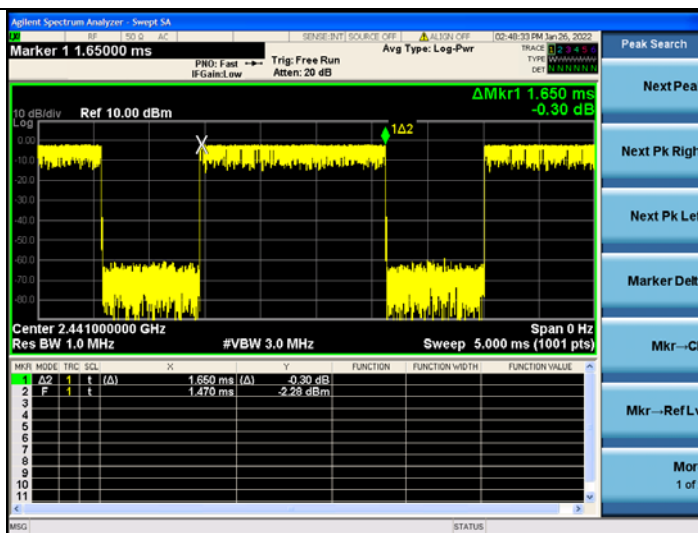 Agilent Spectrum Analyzer - Swept SA
RF 50 Ω AC SENSE:INT SOURCE OFF ALIGN OFF 02:48:33 PM Jan 26, 2022
Marker 1 1.65000 ms
PNO: Fast
IFGain:Low
Trig: Free Run
Atten: 20 dB
Avg Type: Log-Pwr
TRACE 1 2 3 4 5 6
TYPE W
DET N N N N N N
ΔMkr1 1.650 ms
-0.30 dB
10 dB/div Ref 10.00 dBm
Log
0.00
-10.0
-20.0
-30.0
-40.0
-50.0
-60.0
-70.0
-80.0
X
1Δ2
Center 2.441000000 GHz Span 0 Hz
Res BW 1.0 MHz #VBW 3.0 MHz Sweep 5.000 ms (1001 pts)
MKR MODE TRC SCL X Y FUNCTION FUNCTION WIDTH FUNCTION VALUE
1 Δ2 1 t (Δ) 1.650 ms (Δ) -0.30 dB
2 F 1 t 1.470 ms -2.28 dBm
3
4
5
6
7
8
9
10
11
MSG STATUS
Peak Search
Next Pea
Next Pk Righ
Next Pk Lef
Marker Delt
Mkr→C
Mkr→Ref Lv
Mor
1 of